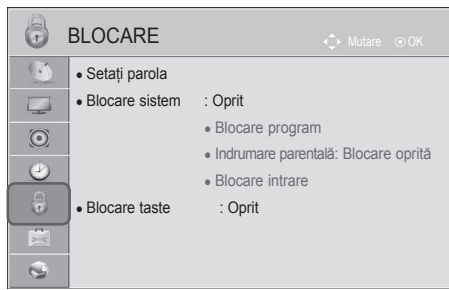 BLOCARE
Mutare OK
• Setați parola
• Blocare sistem : Oprit
• Blocare program
• Indrumare parentală: Blocare oprită
• Blocare intrare
• Blocare taste : Oprit